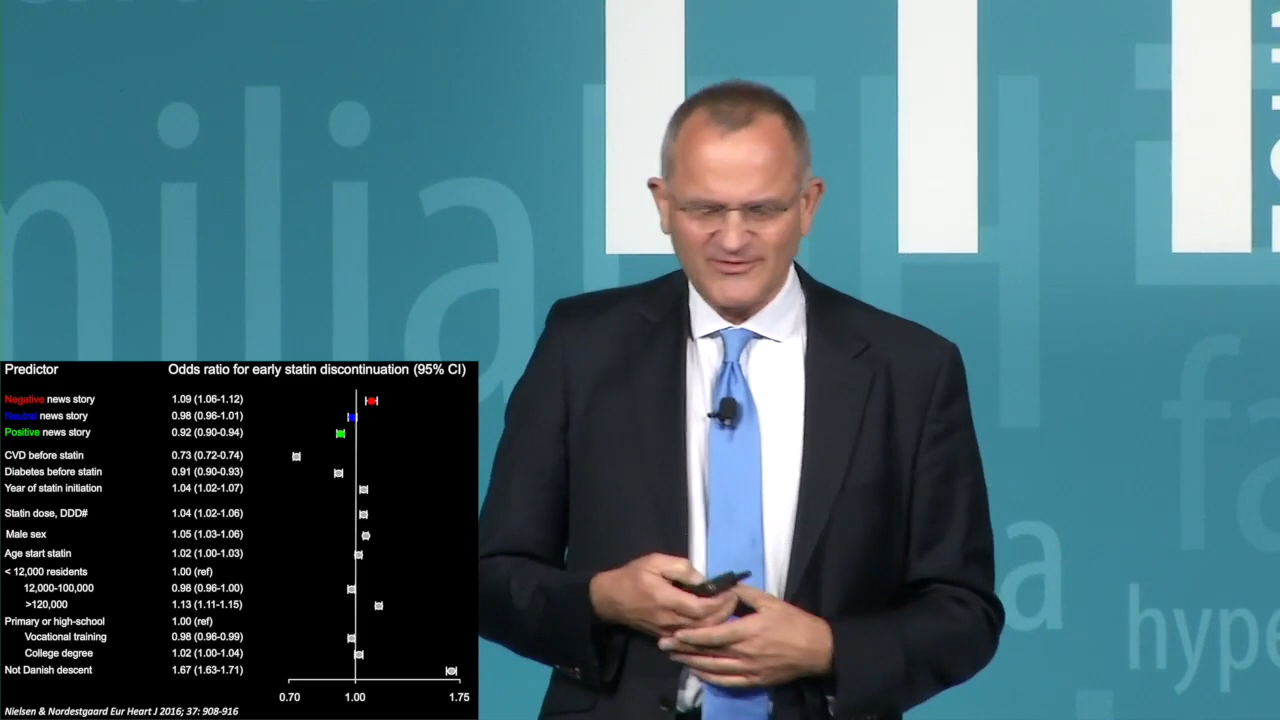 milia
FH
fa
a
hype
Predictor Odds ratio for early statin discontinuation (95% CI)
Negative news story 1.09 (1.06-1.12)
Neutral news story 0.98 (0.96-1.01)
Positive news story 0.92 (0.90-0.94)
CVD before statin 0.73 (0.72-0.74)
Diabetes before statin 0.91 (0.90-0.93)
Year of statin initiation 1.04 (1.02-1.07)
Statin dose, DDD# 1.04 (1.02-1.06)
Male sex 1.05 (1.03-1.06)
Age start statin 1.02 (1.00-1.03)
< 12,000 residents 1.00 (ref)
12,000-100,000 0.98 (0.96-1.00)
>120,000 1.13 (1.11-1.15)
Primary or high-school 1.00 (ref)
Vocational training 0.98 (0.96-0.99)
College degree 1.02 (1.00-1.04)
Not Danish descent 1.67 (1.63-1.71)
0.70 1.00 1.75
Nielsen & Nordestgaard Eur Heart J 2016; 37: 908-916